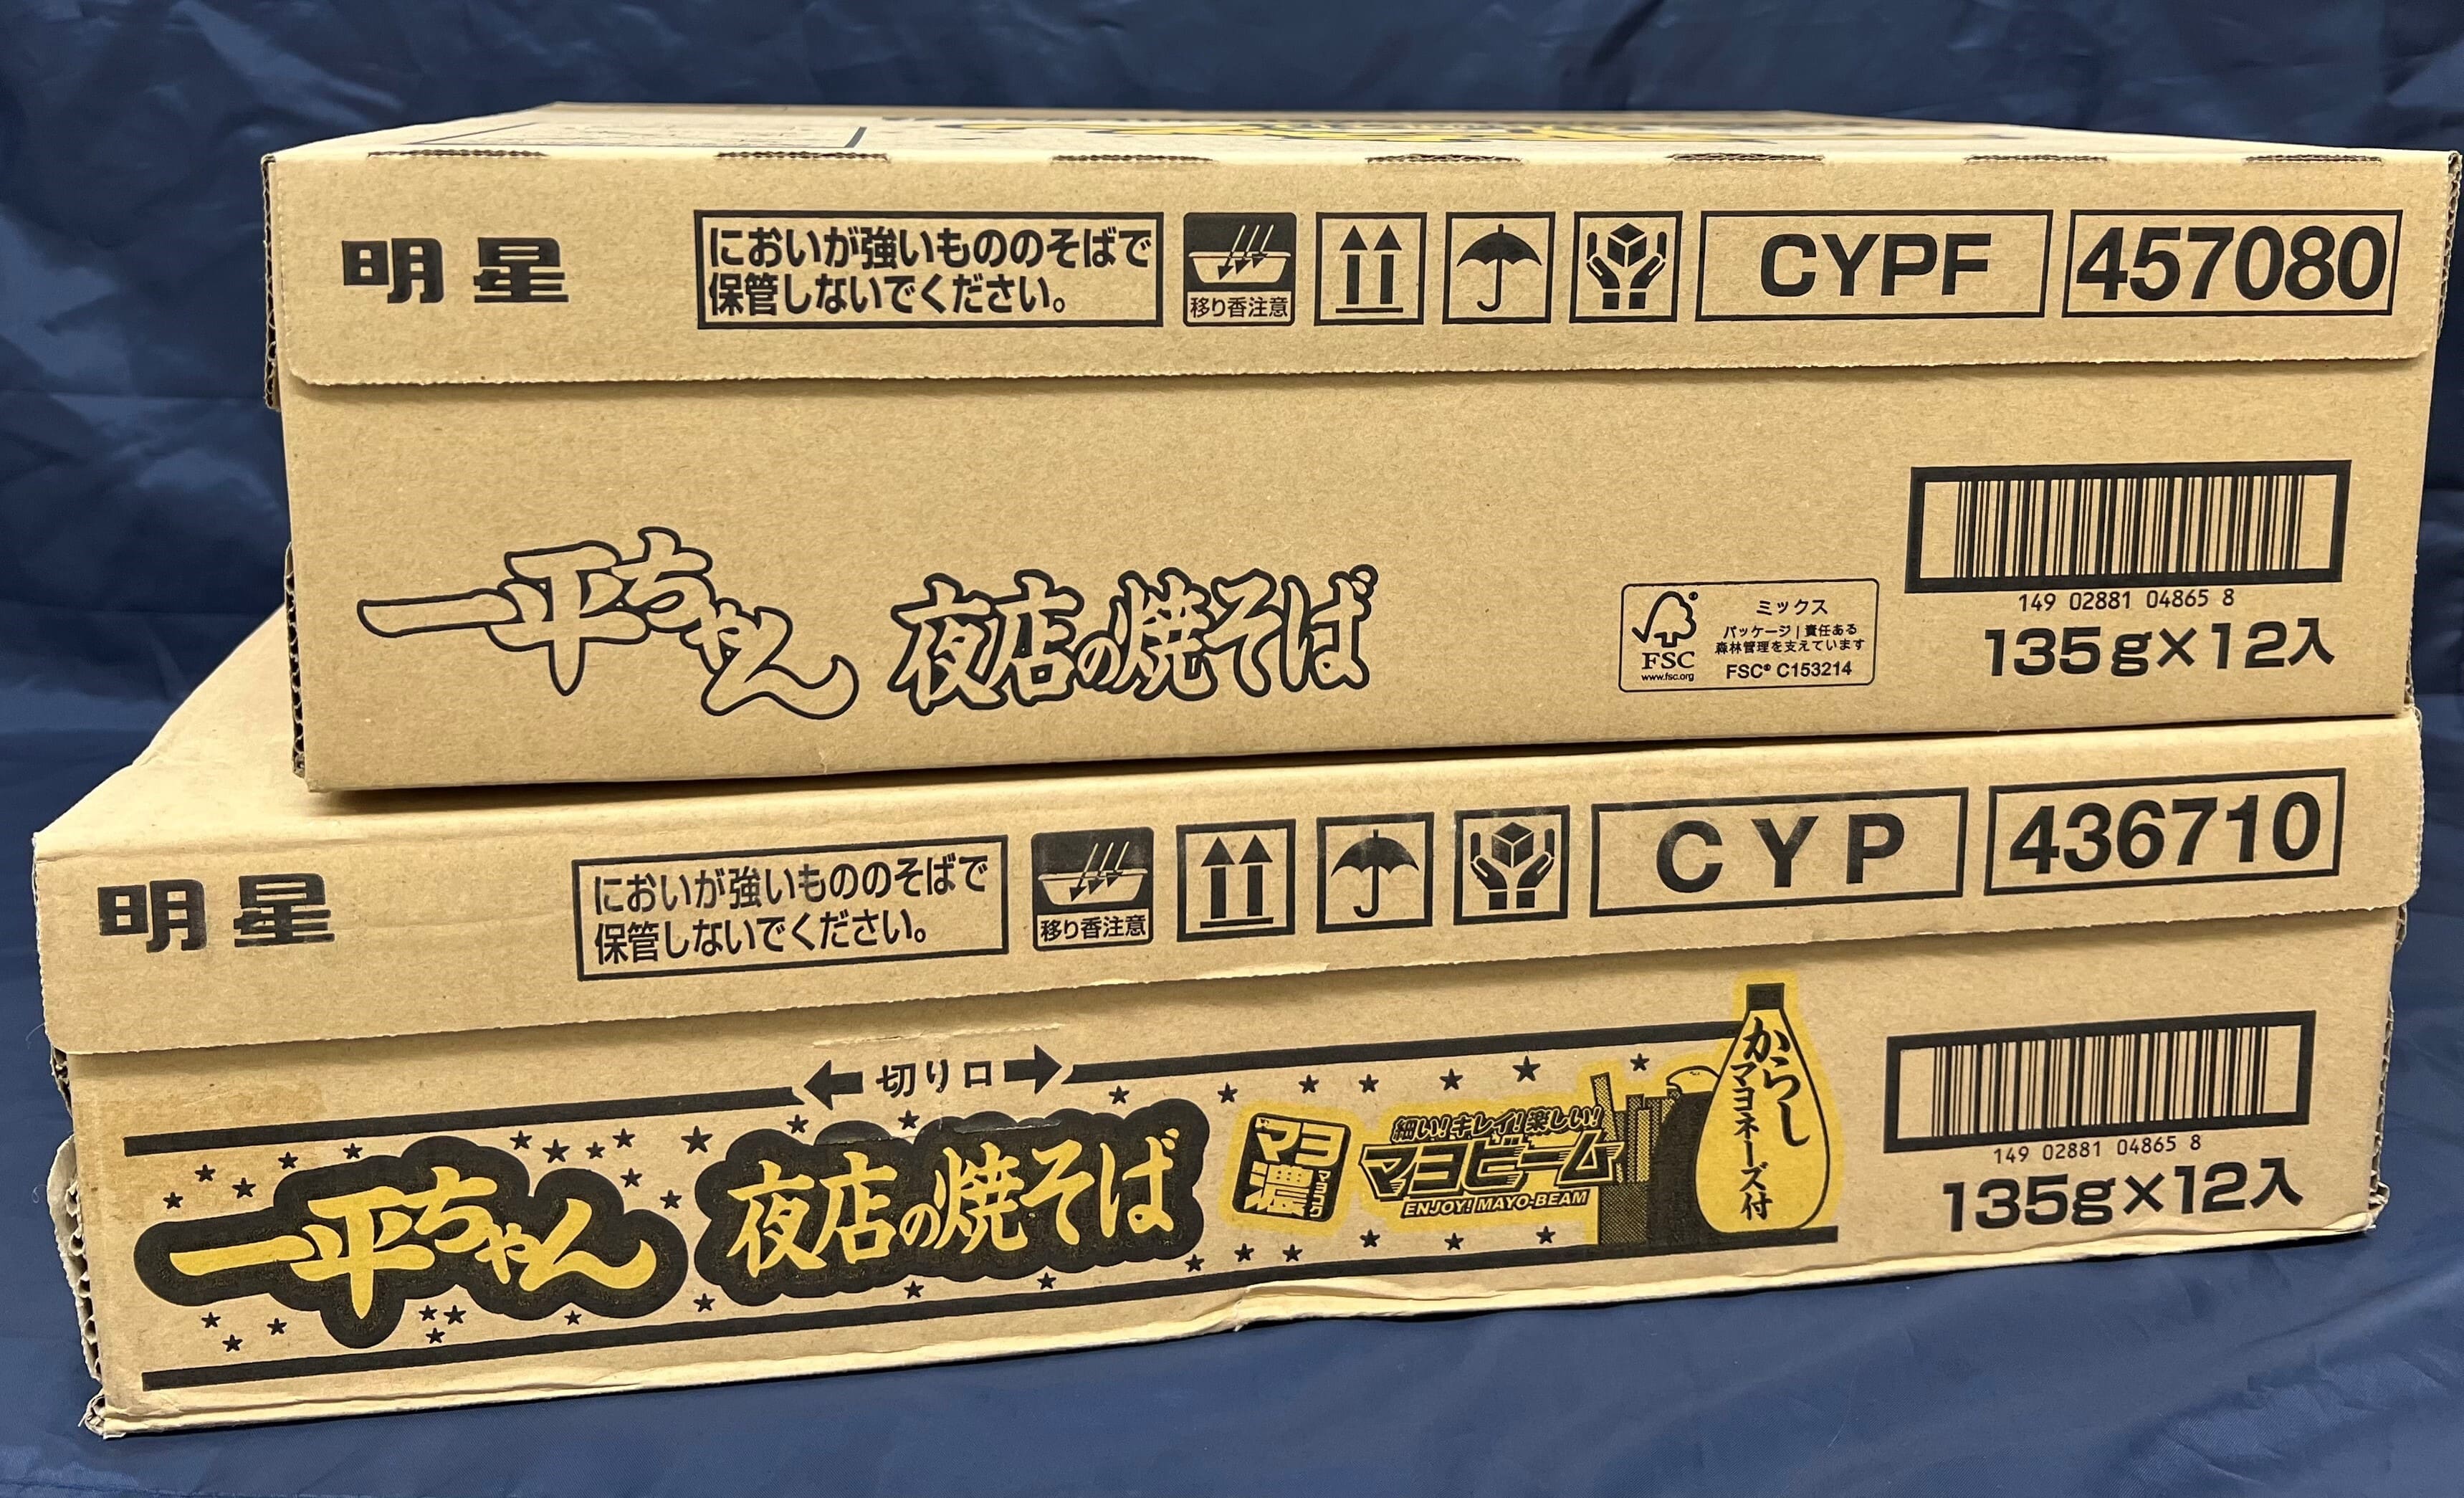 明星
においが強いもののそばで
保管しないでください。
移り香注意
CYPF
457080
一平ちゃん 夜店の焼そば
FSC
www.fsc.org
ミックス
パッケージ|責任ある
森林管理を支えています
FSC® C153214
149 02881 04865 8
135g×12入
明星
においが強いもののそばで
保管しないでください。
移り香注意
CYP
436710
切り口
一平ちゃん 夜店の焼そば
マヨ
濃
細い!キレイ!楽しい!
マヨビーム
ENJOY! MAYO-BEAM
からし
マヨネーズ付
149 02881 04865 8
135g×12入